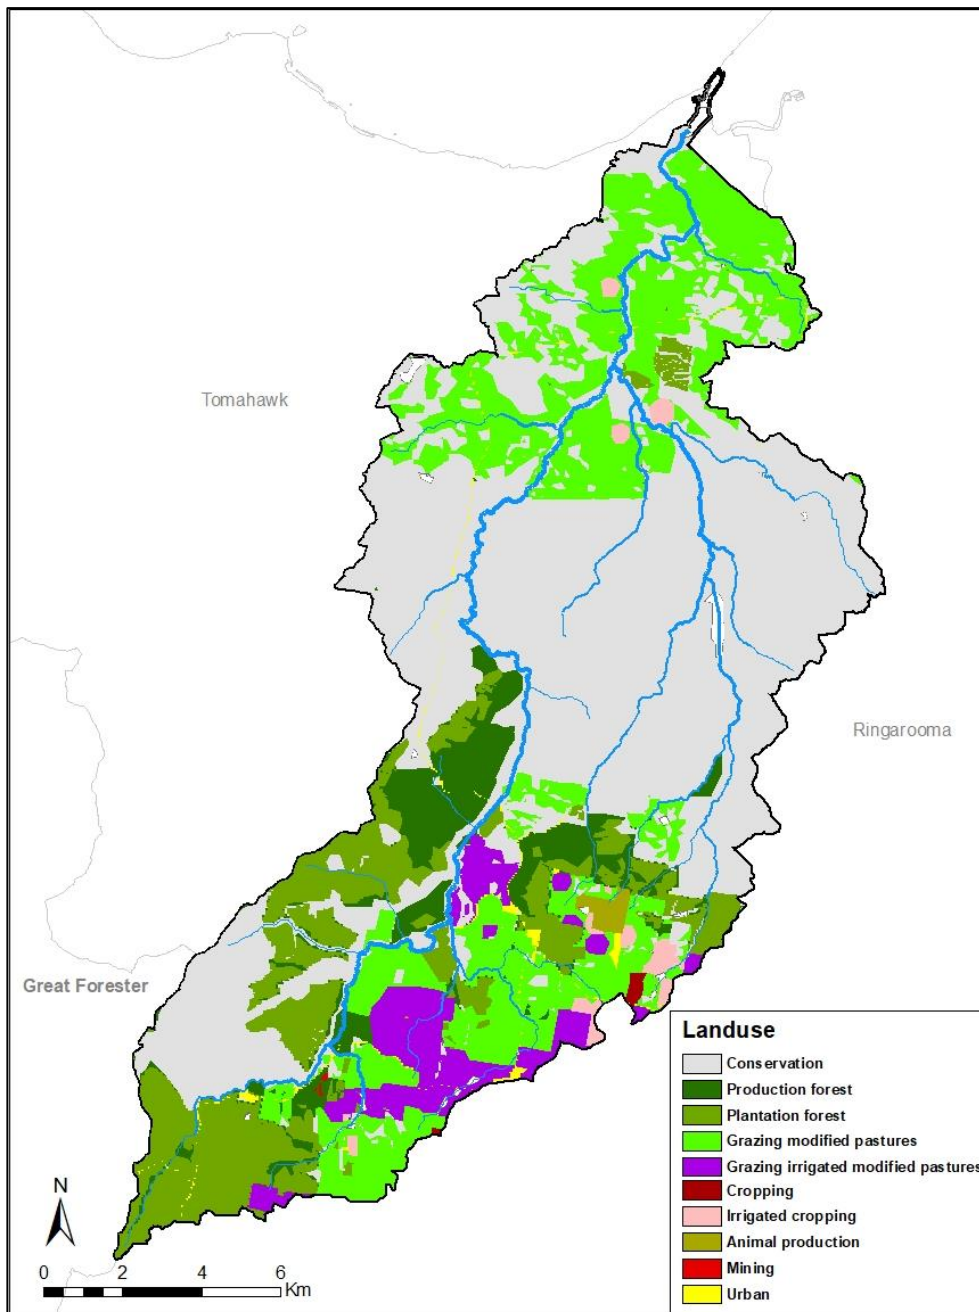 Tomahawk
Ringarooma
Great Forester
N
0 2 4 6
Km
Landuse
Conservation
Production forest
Plantation forest
Grazing modified pastures
Grazing irrigated modified pastures
Cropping
Irrigated cropping
Animal production
Mining
Urban